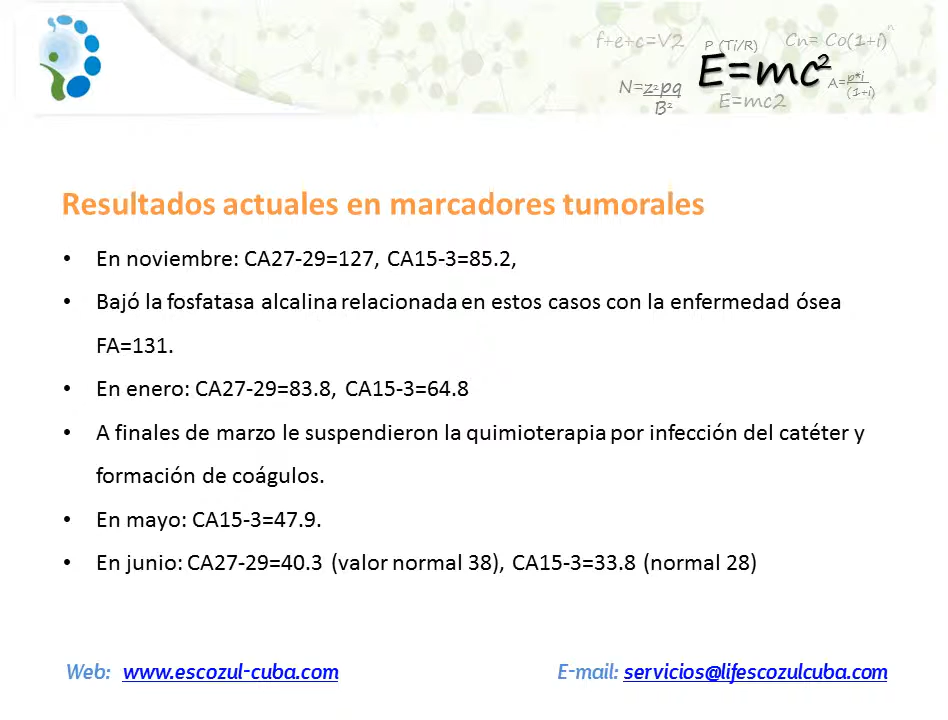 f+e+c=V2
P (Ti/R)
Cn= Co(1+i)n
E=mc2
N=z2pq
B2
A=p*i
(1+i)
E=mc2
Resultados actuales en marcadores tumorales
• En noviembre: CA27-29=127, CA15-3=85.2,
• Bajó la fosfatasa alcalina relacionada en estos casos con la enfermedad ósea
FA=131.
• En enero: CA27-29=83.8, CA15-3=64.8
• A finales de marzo le suspendieron la quimioterapia por infección del catéter y
formación de coágulos.
• En mayo: CA15-3=47.9.
• En junio: CA27-29=40.3 (valor normal 38), CA15-3=33.8 (normal 28)
Web: www.escozul-cuba.com E-mail: servicios@lifescozulcuba.com